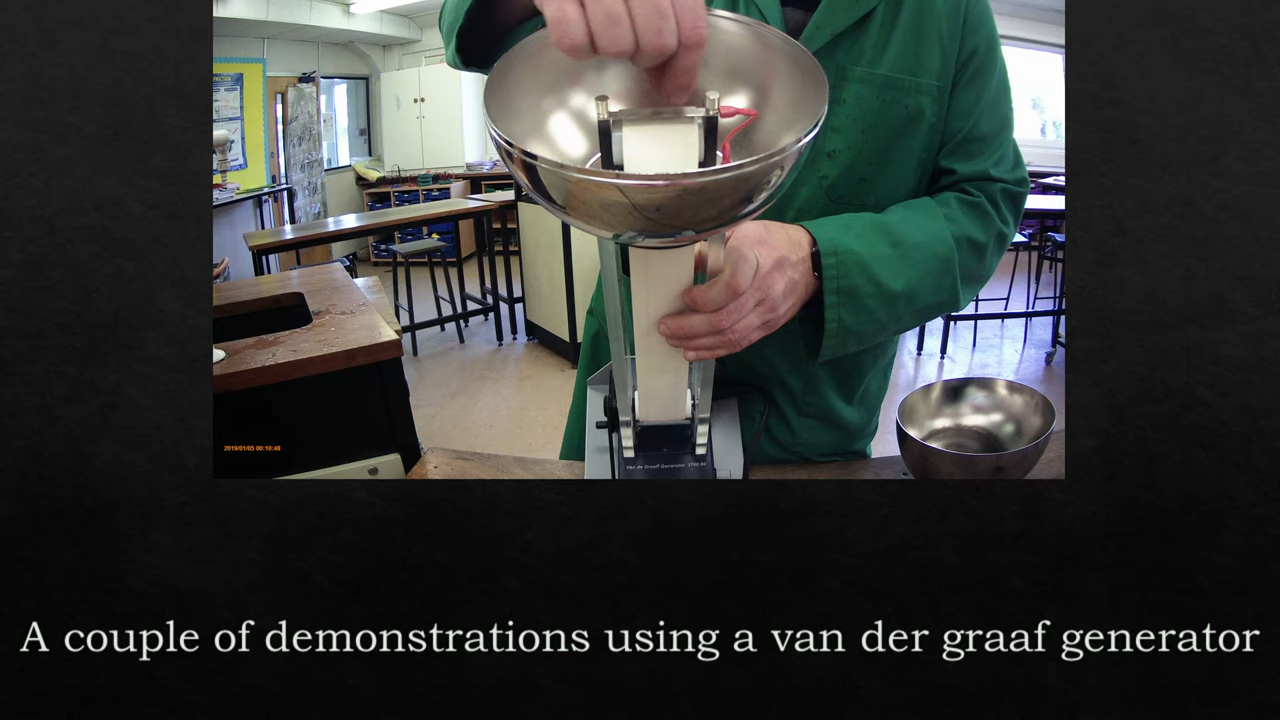 2019/01/05 00:10:48
Van de Graaff Generator
A couple of demonstrations using a van der graaf generator